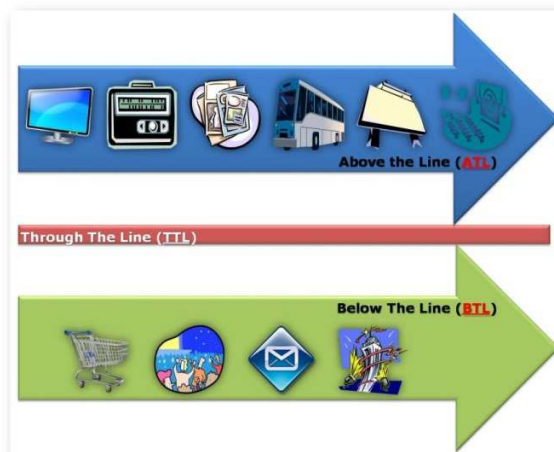 Above the Line (ATL)
Through The Line (TTL)
Below The Line (BTL)